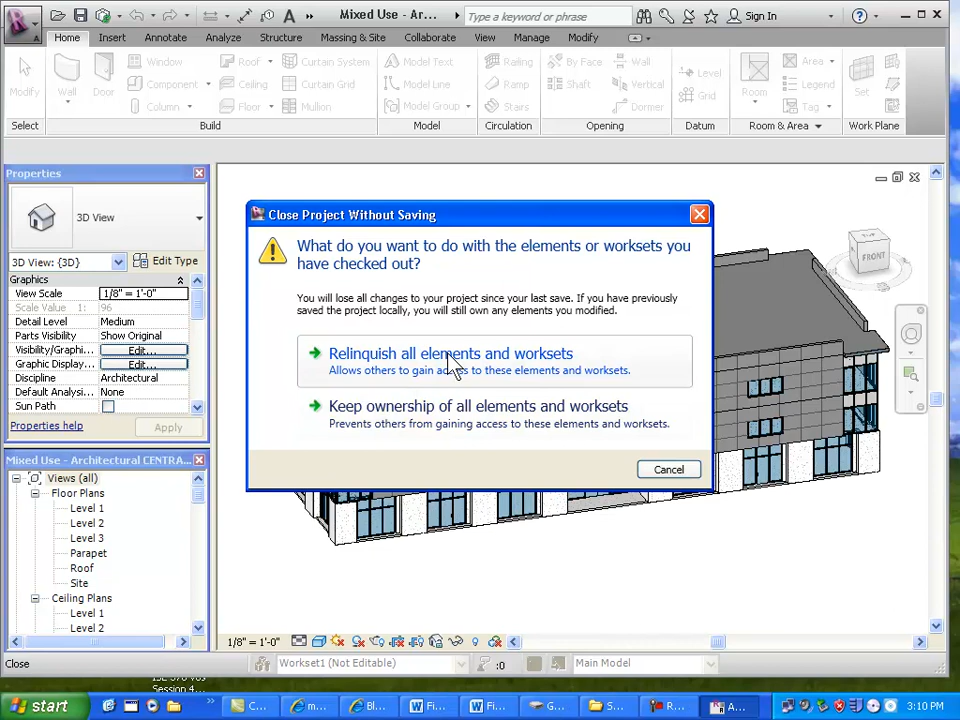 Mixed Use - Ar...
Type a keyword or phrase
Sign In
Home Insert Annotate Analyze Structure Massing & Site Collaborate View Manage Modify
Modify
Wall
Door
Window
Component
Column
Roof
Ceiling
Floor
Curtain System
Curtain Grid
Mullion
Model Text
Model Line
Model Group
Railing
Ramp
Stairs
By Face
Shaft
Wall
Vertical
Dormer
Level
Grid
Room
Area
Legend
Tag
Set
Select Build Model Circulation Opening Datum Room & Area Work Plane
Properties
3D View
3D View: {3D} Edit Type
Graphics
View Scale 1/8" = 1'-0"
Scale Value 1: 96
Detail Level Medium
Parts Visibility Show Original
Visibility/Graphi... Edit...
Graphic Display... Edit...
Discipline Architectural
Default Analysi... None
Sun Path
Properties help Apply
Mixed Use - Architectural CENTRA...
Views (all)
Floor Plans
Level 1
Level 2
Level 3
Parapet
Roof
Site
Ceiling Plans
Level 1
Level 2
Close Project Without Saving
What do you want to do with the elements or worksets you
have checked out?
You will lose all changes to your project since your last save. If you have previously
saved the project locally, you will still own any elements you modified.
Relinquish all elements and worksets
Allows others to gain access to these elements and worksets.
Keep ownership of all elements and worksets
Prevents others from gaining access to these elements and worksets.
Cancel
FRONT
1/8" = 1'-0"
Close
Workset1 (Not Editable)
:0
Main Model
Session 4...
start
C...
m...
Bl...
Fi...
Fi...
G...
S...
R...
A...
3:10 PM